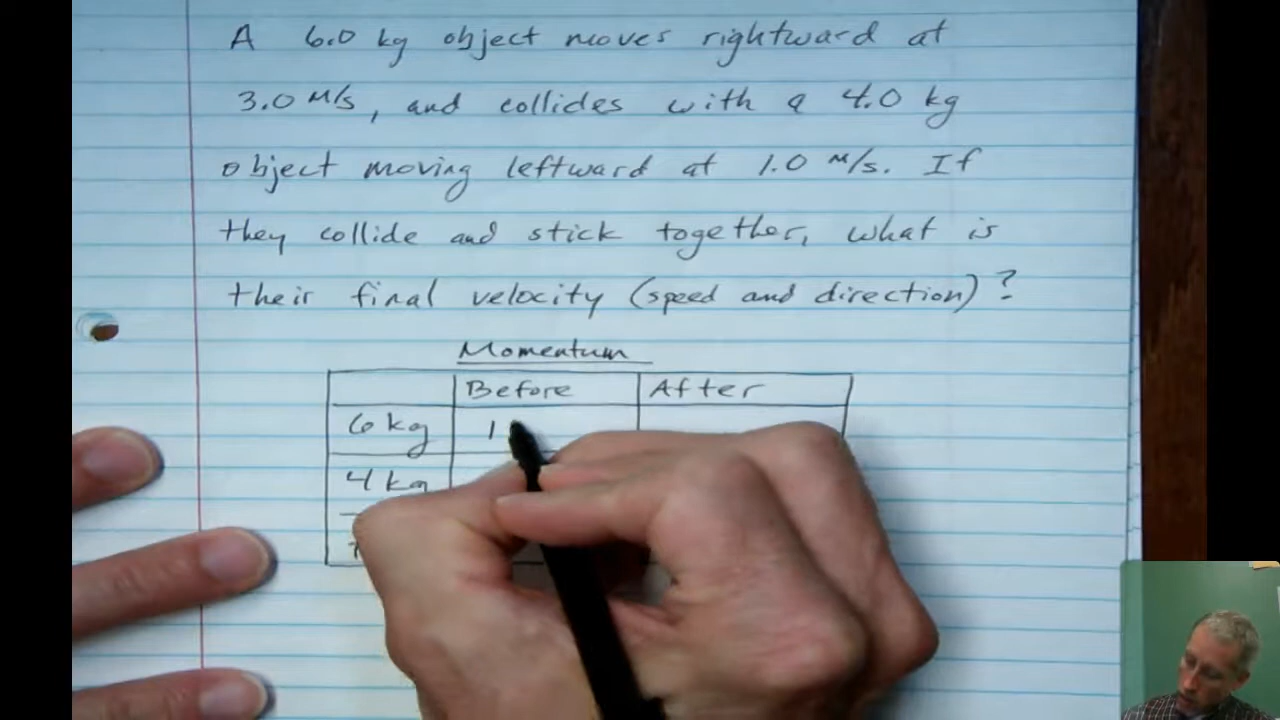 A 6.0 kg object moves rightward at
3.0 m/s, and collides with a 4.0 kg
object moving leftward at 1.0 m/s. If
they collide and stick together, what is
their final velocity (speed and direction)?
Momentum
Before After
6 kg 1
4 kg